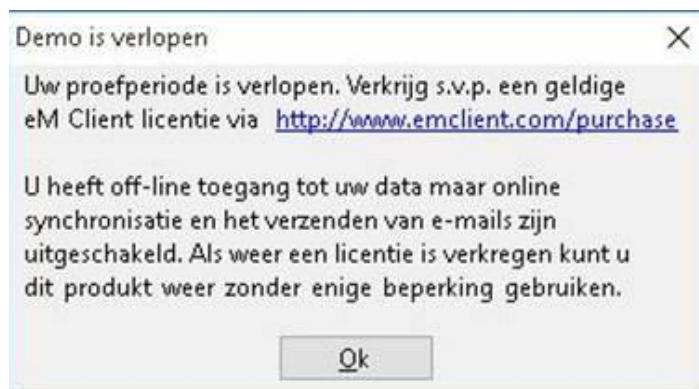 Demo is verlopen
Uw proefperiode is verlopen. Verkrijg s.v.p. een geldige
eM Client licentie via http://www.emclient.com/purchase
U heeft off-line toegang tot uw data maar online
synchronisatie en het verzenden van e-mails zijn
uitgeschakeld. Als weer een licentie is verkregen kunt u
dit produkt weer zonder enige beperking gebruiken.
Ok